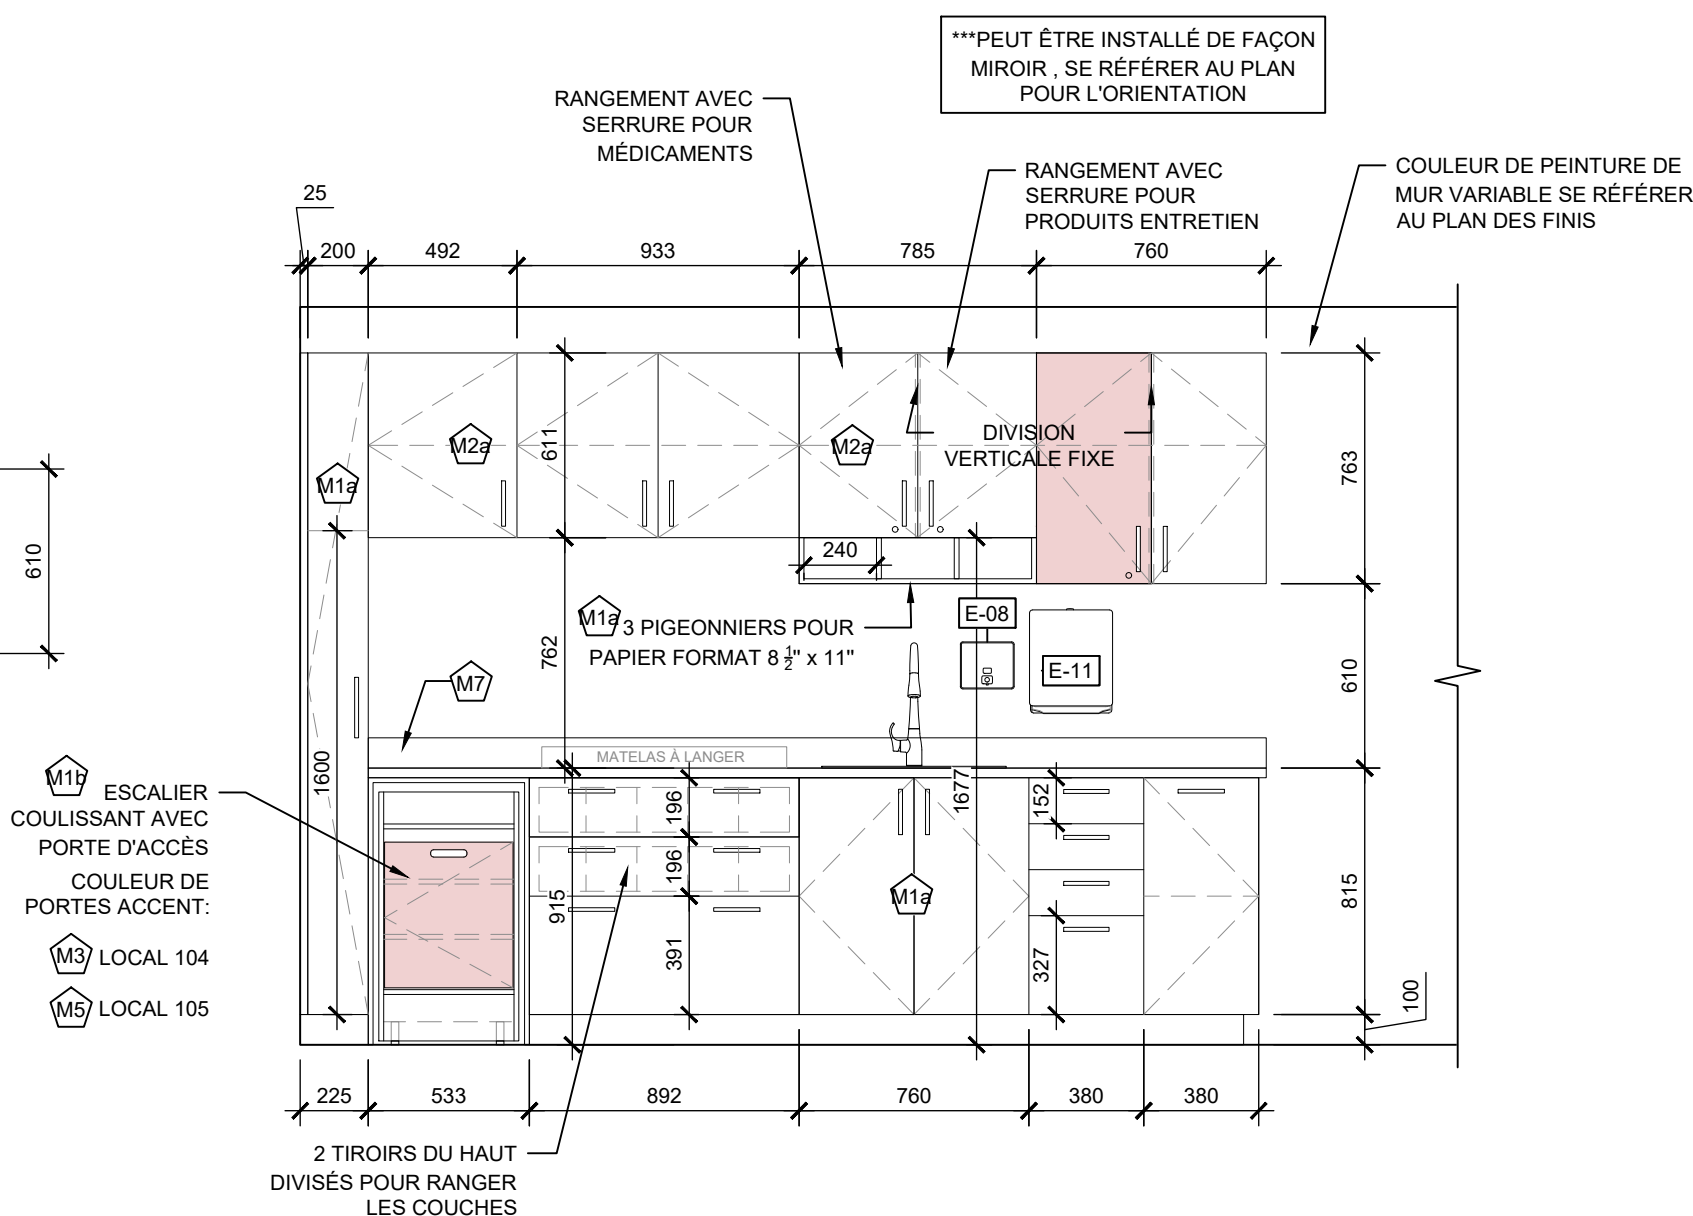 ***PEUT ÊTRE INSTALLÉ DE FAÇON
MIROIR , SE RÉFÉRER AU PLAN
POUR L'ORIENTATION
RANGEMENT AVEC
SERRURE POUR
MÉDICAMENTS
RANGEMENT AVEC
SERRURE POUR
PRODUITS ENTRETIEN
COULEUR DE PEINTURE DE
MUR VARIABLE SE RÉFÉRER
AU PLAN DES FINIS
25
200
492
933
785
760
M2a
611
M2a
DIVISION
VERTICALE FIXE
M1a
763
610
240
M1a
3 PIGEONNIERS POUR
PAPIER FORMAT 8 ½" x 11"
762
E-08
E-11
610
M7
MATELAS À LANGER
1600
M1b
ESCALIER
COULISSANT AVEC
PORTE D'ACCÈS
COULEUR DE
PORTES ACCENT:
M3 LOCAL 104
M5 LOCAL 105
196
196
391
915
M1a
1677
152
327
815
100
225
533
892
760
380
380
2 TIROIRS DU HAUT
DIVISÉS POUR RANGER
LES COUCHES